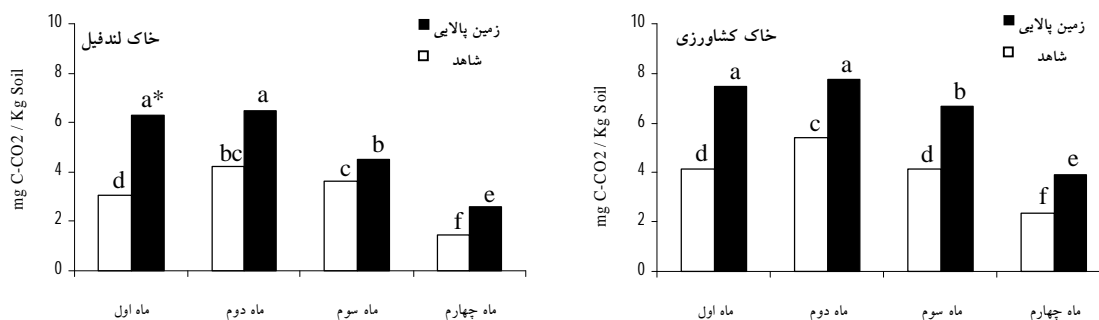 خاک لندفیل
زمین پالایی
شاهد
mg C-CO2 / Kg Soil
10
8
6
4
2
0
d a* bc a c b f e
ماه اول ماه دوم ماه سوم ماه چهارم
خاک کشاورزی
زمین پالایی
شاهد
mg C-CO2 / Kg Soil
10
8
6
4
2
0
d a c a d b f e
ماه اول ماه دوم ماه سوم ماه چهارم